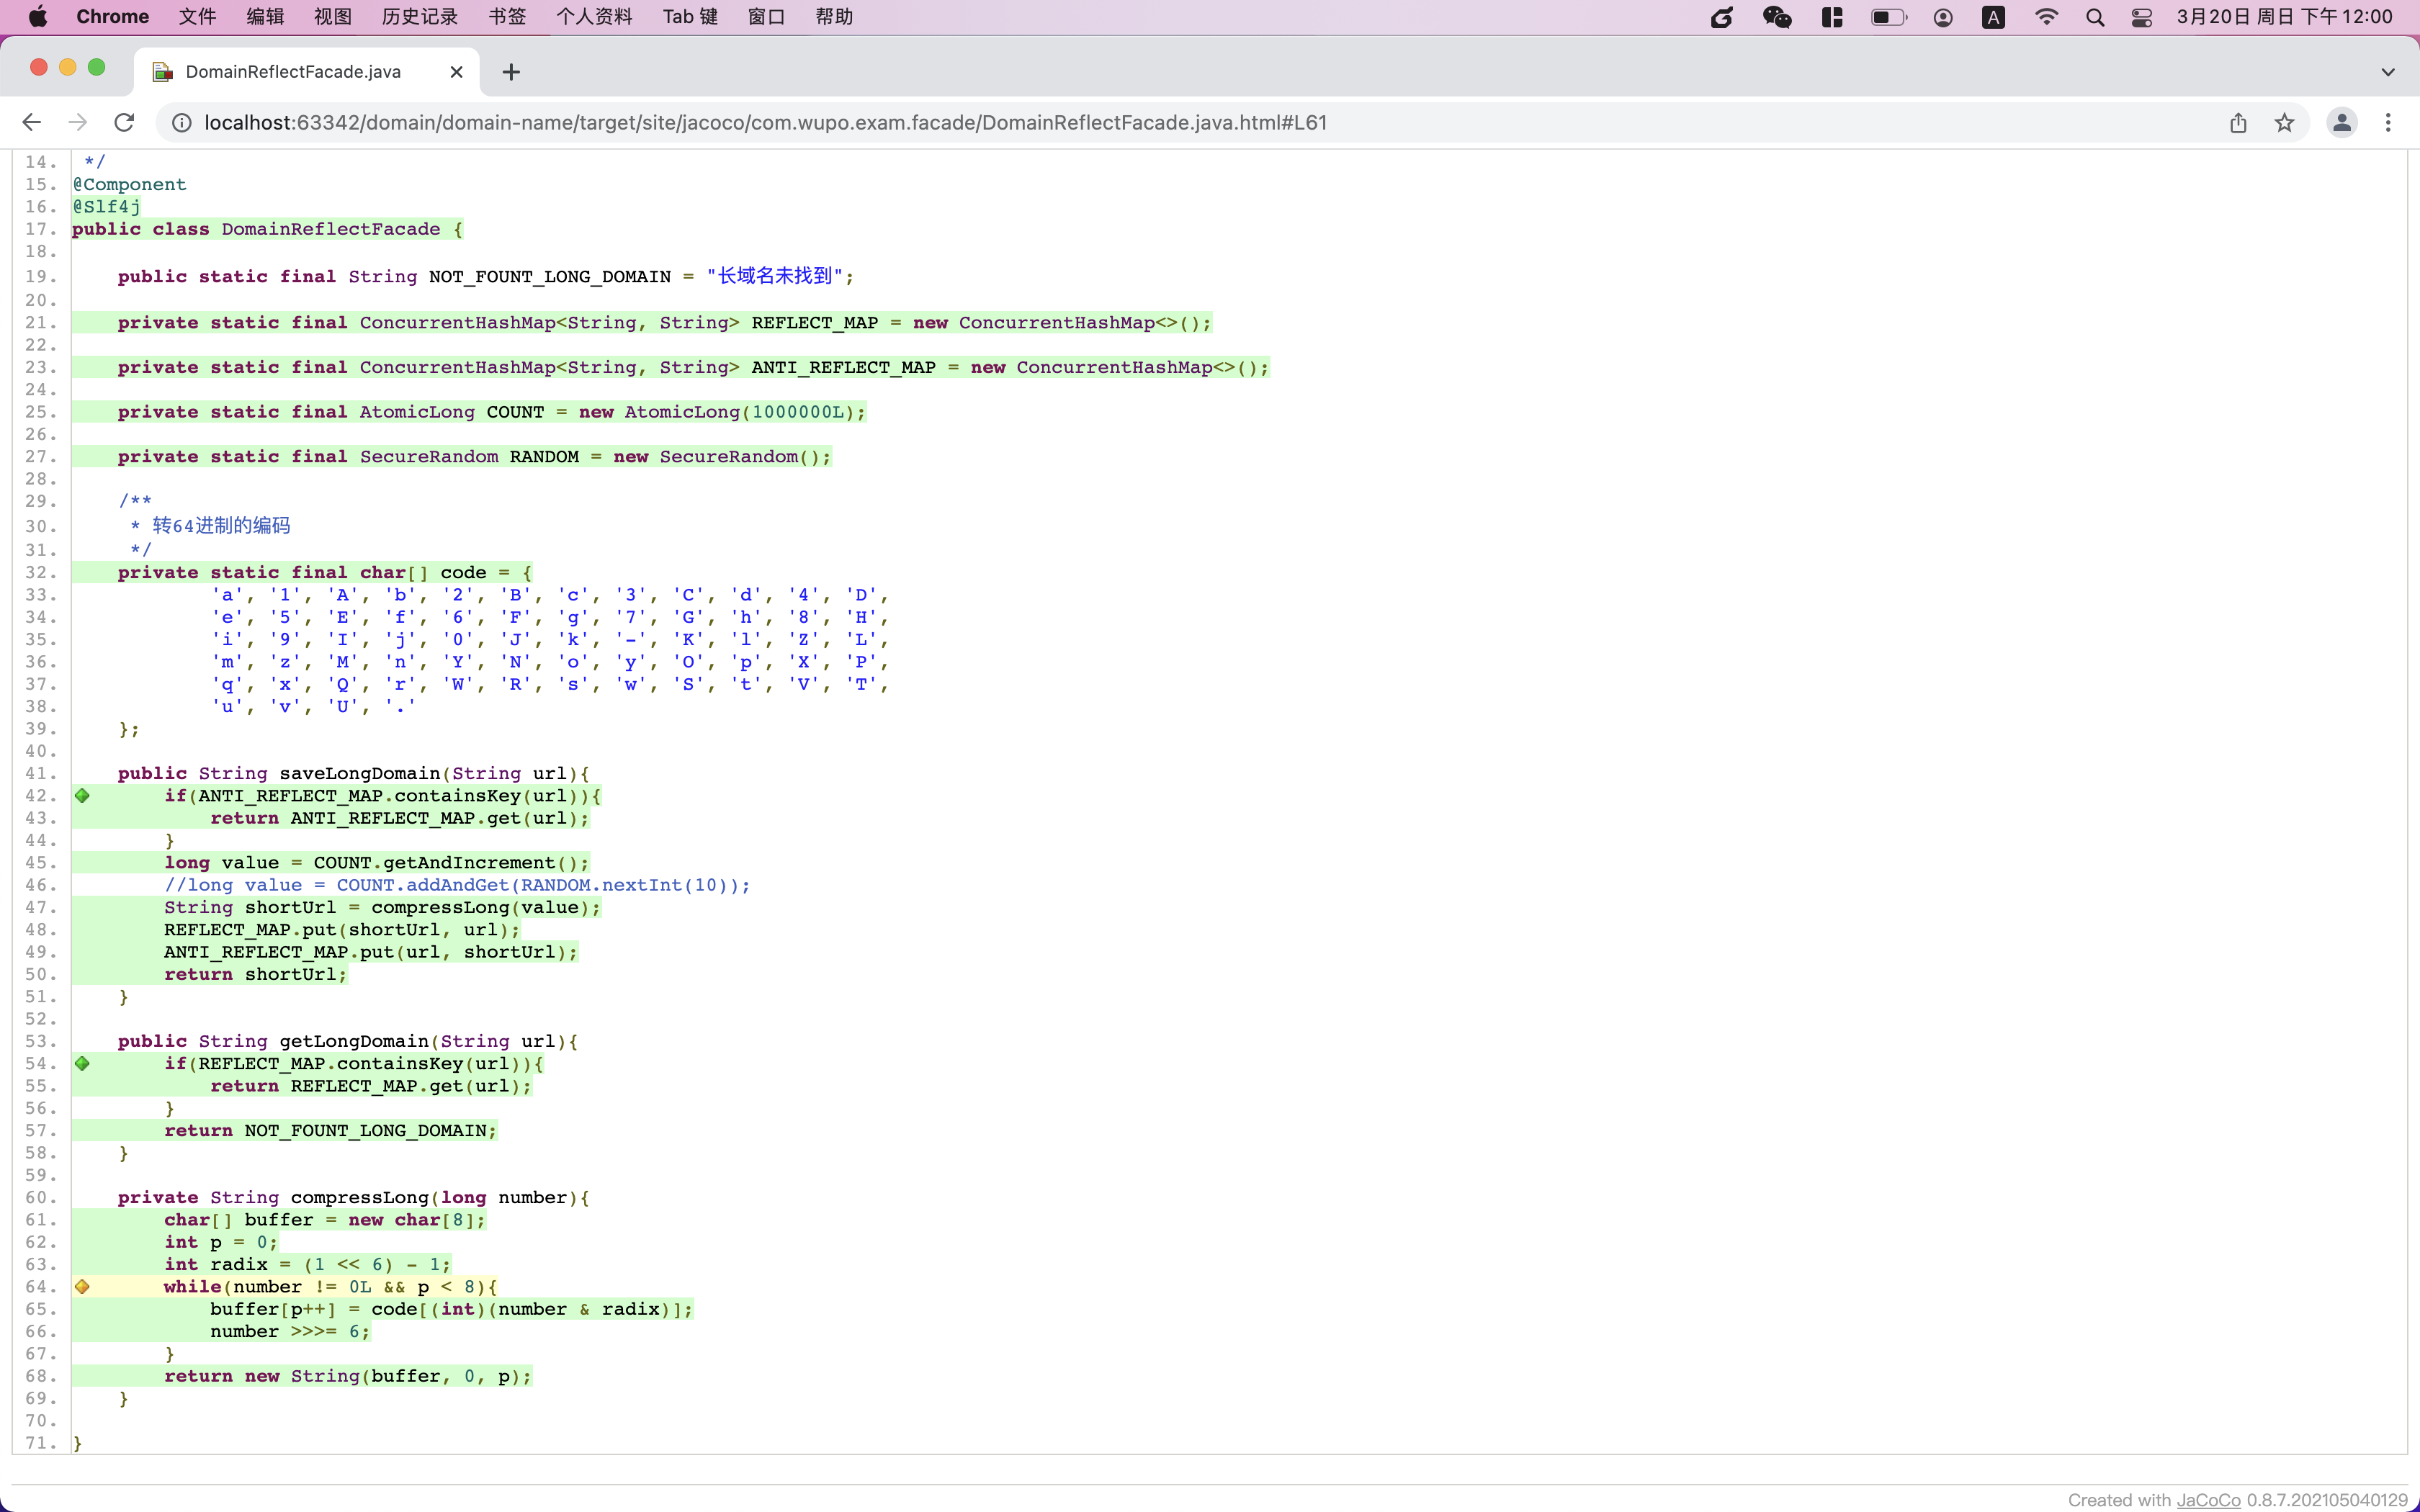 Chrome 文件 编辑 视图 历史记录 书签 个人资料 Tab 键 窗口 帮助 A 3月20日 周日 下午12:00
DomainReflectFacade.java
localhost:63342/domain/domain-name/target/site/jacoco/com.wupo.exam.facade/DomainReflectFacade.java.html#L61
14. */
15. @Component
16. @Slf4j
17. public class DomainReflectFacade {
18.
19. public static final String NOT_FOUNT_LONG_DOMAIN = "长域名未找到";
20.
21. private static final ConcurrentHashMap<String, String> REFLECT_MAP = new ConcurrentHashMap<>();
22.
23. private static final ConcurrentHashMap<String, String> ANTI_REFLECT_MAP = new ConcurrentHashMap<>();
24.
25. private static final AtomicLong COUNT = new AtomicLong(1000000L);
26.
27. private static final SecureRandom RANDOM = new SecureRandom();
28.
29. /**
30. * 转64进制的编码
31. */
32. private static final char[] code = {
33. 'a', '1', 'A', 'b', '2', 'B', 'c', '3', 'C', 'd', '4', 'D',
34. 'e', '5', 'E', 'f', '6', 'F', 'g', '7', 'G', 'h', '8', 'H',
35. 'i', '9', 'I', 'j', '0', 'J', 'k', '-', 'K', 'l', 'Z', 'L',
36. 'm', 'z', 'M', 'n', 'Y', 'N', 'o', 'y', 'O', 'p', 'X', 'P',
37. 'q', 'x', 'Q', 'r', 'W', 'R', 's', 'w', 'S', 't', 'V', 'T',
38. 'u', 'v', 'U', '.'
39. };
40.
41. public String saveLongDomain(String url){
42. if(ANTI_REFLECT_MAP.containsKey(url)){
43. return ANTI_REFLECT_MAP.get(url);
44. }
45. long value = COUNT.getAndIncrement();
46. //long value = COUNT.addAndGet(RANDOM.nextInt(10));
47. String shortUrl = compressLong(value);
48. REFLECT_MAP.put(shortUrl, url);
49. ANTI_REFLECT_MAP.put(url, shortUrl);
50. return shortUrl;
51. }
52.
53. public String getLongDomain(String url){
54. if(REFLECT_MAP.containsKey(url)){
55. return REFLECT_MAP.get(url);
56. }
57. return NOT_FOUNT_LONG_DOMAIN;
58. }
59.
60. private String compressLong(long number){
61. char[] buffer = new char[8];
62. int p = 0;
63. int radix = (1 << 6) - 1;
64. while(number != 0L && p < 8){
65. buffer[p++] = code[(int)(number & radix)];
66. number >>>= 6;
67. }
68. return new String(buffer, 0, p);
69. }
70.
71. }
Created with JaCoCo 0.8.7.202105040129